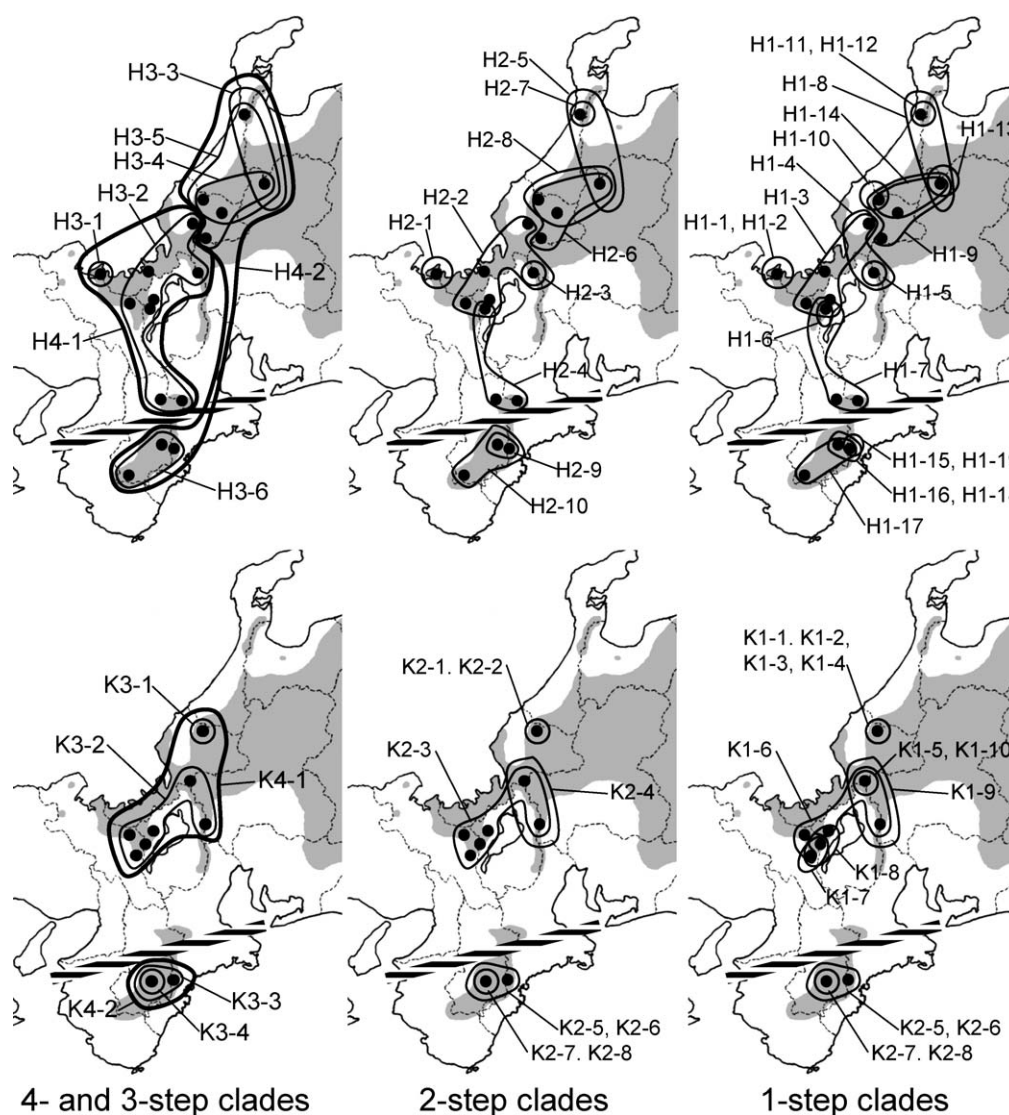 H3-3
H3-5
H3-4
H3-2
H3-1
H4-2
H4-1
H3-6
H2-5
H2-7
H2-8
H2-2
H2-1
H2-6
H2-3
H2-4
H2-9
H2-10
H1-11, H1-12
H1-8
H1-14
H1-13
H1-10
H1-4
H1-3
H1-1, H1-2
H1-9
H1-5
H1-6
H1-7
H1-15,
H1-16,
H1-17
K3-1
K3-2
K4-1
K3-3
K4-2
K3-4
K2-1. K2-2
K2-3
K2-4
K2-5, K2-6
K2-7. K2-8
K1-1. K1-2,
K1-3, K1-4
K1-6
K1-5, K1-10
K1-9
K1-8
K1-7
K2-5, K2-6
K2-7. K2-8
4- and 3-step clades
2-step clades
1-step clades